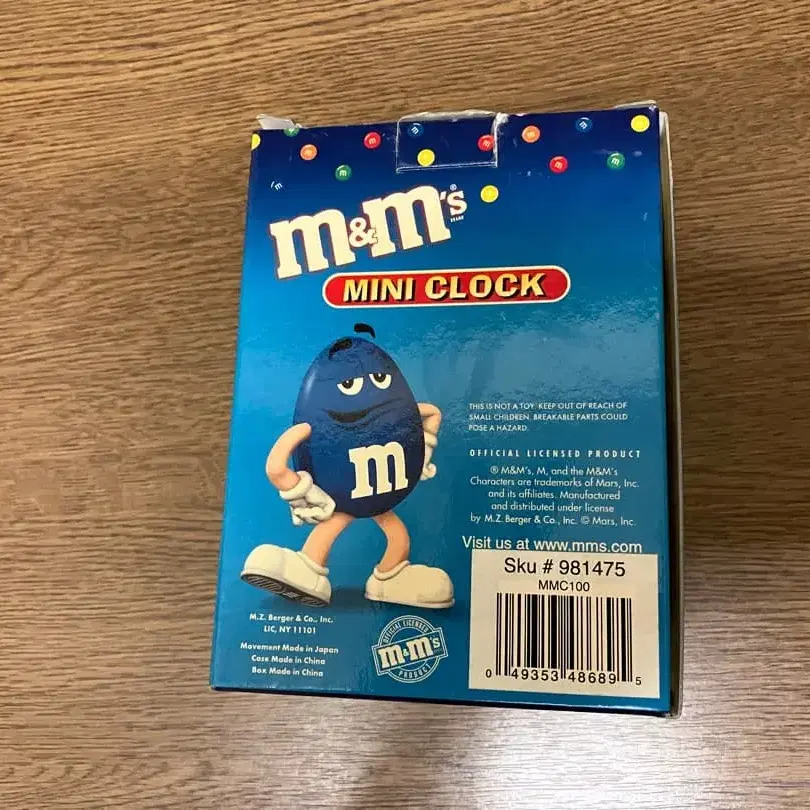 m&m's®
MINI CLOCK
m
THIS IS NOT A TOY. KEEP OUT OF REACH OF
SMALL CHILDREN. BREAKABLE PARTS COULD
POSE A HAZARD.
OFFICIAL LICENSED PRODUCT
® M&M's, M, and the M&M's
Characters are trademarks of Mars, Inc.
and its affiliates. Manufactured
and distributed under license
by M.Z. Berger & Co., Inc. © Mars, Inc.
Visit us at www.mms.com
Sku # 981475
MMC100
0 49353 48689 5
M.Z. Berger & Co., Inc.
LIC, NY 11101
Movement Made in Japan
Case Made in China
Box Made in China
OFFICIAL LICENSED
m&m's
PRODUCT